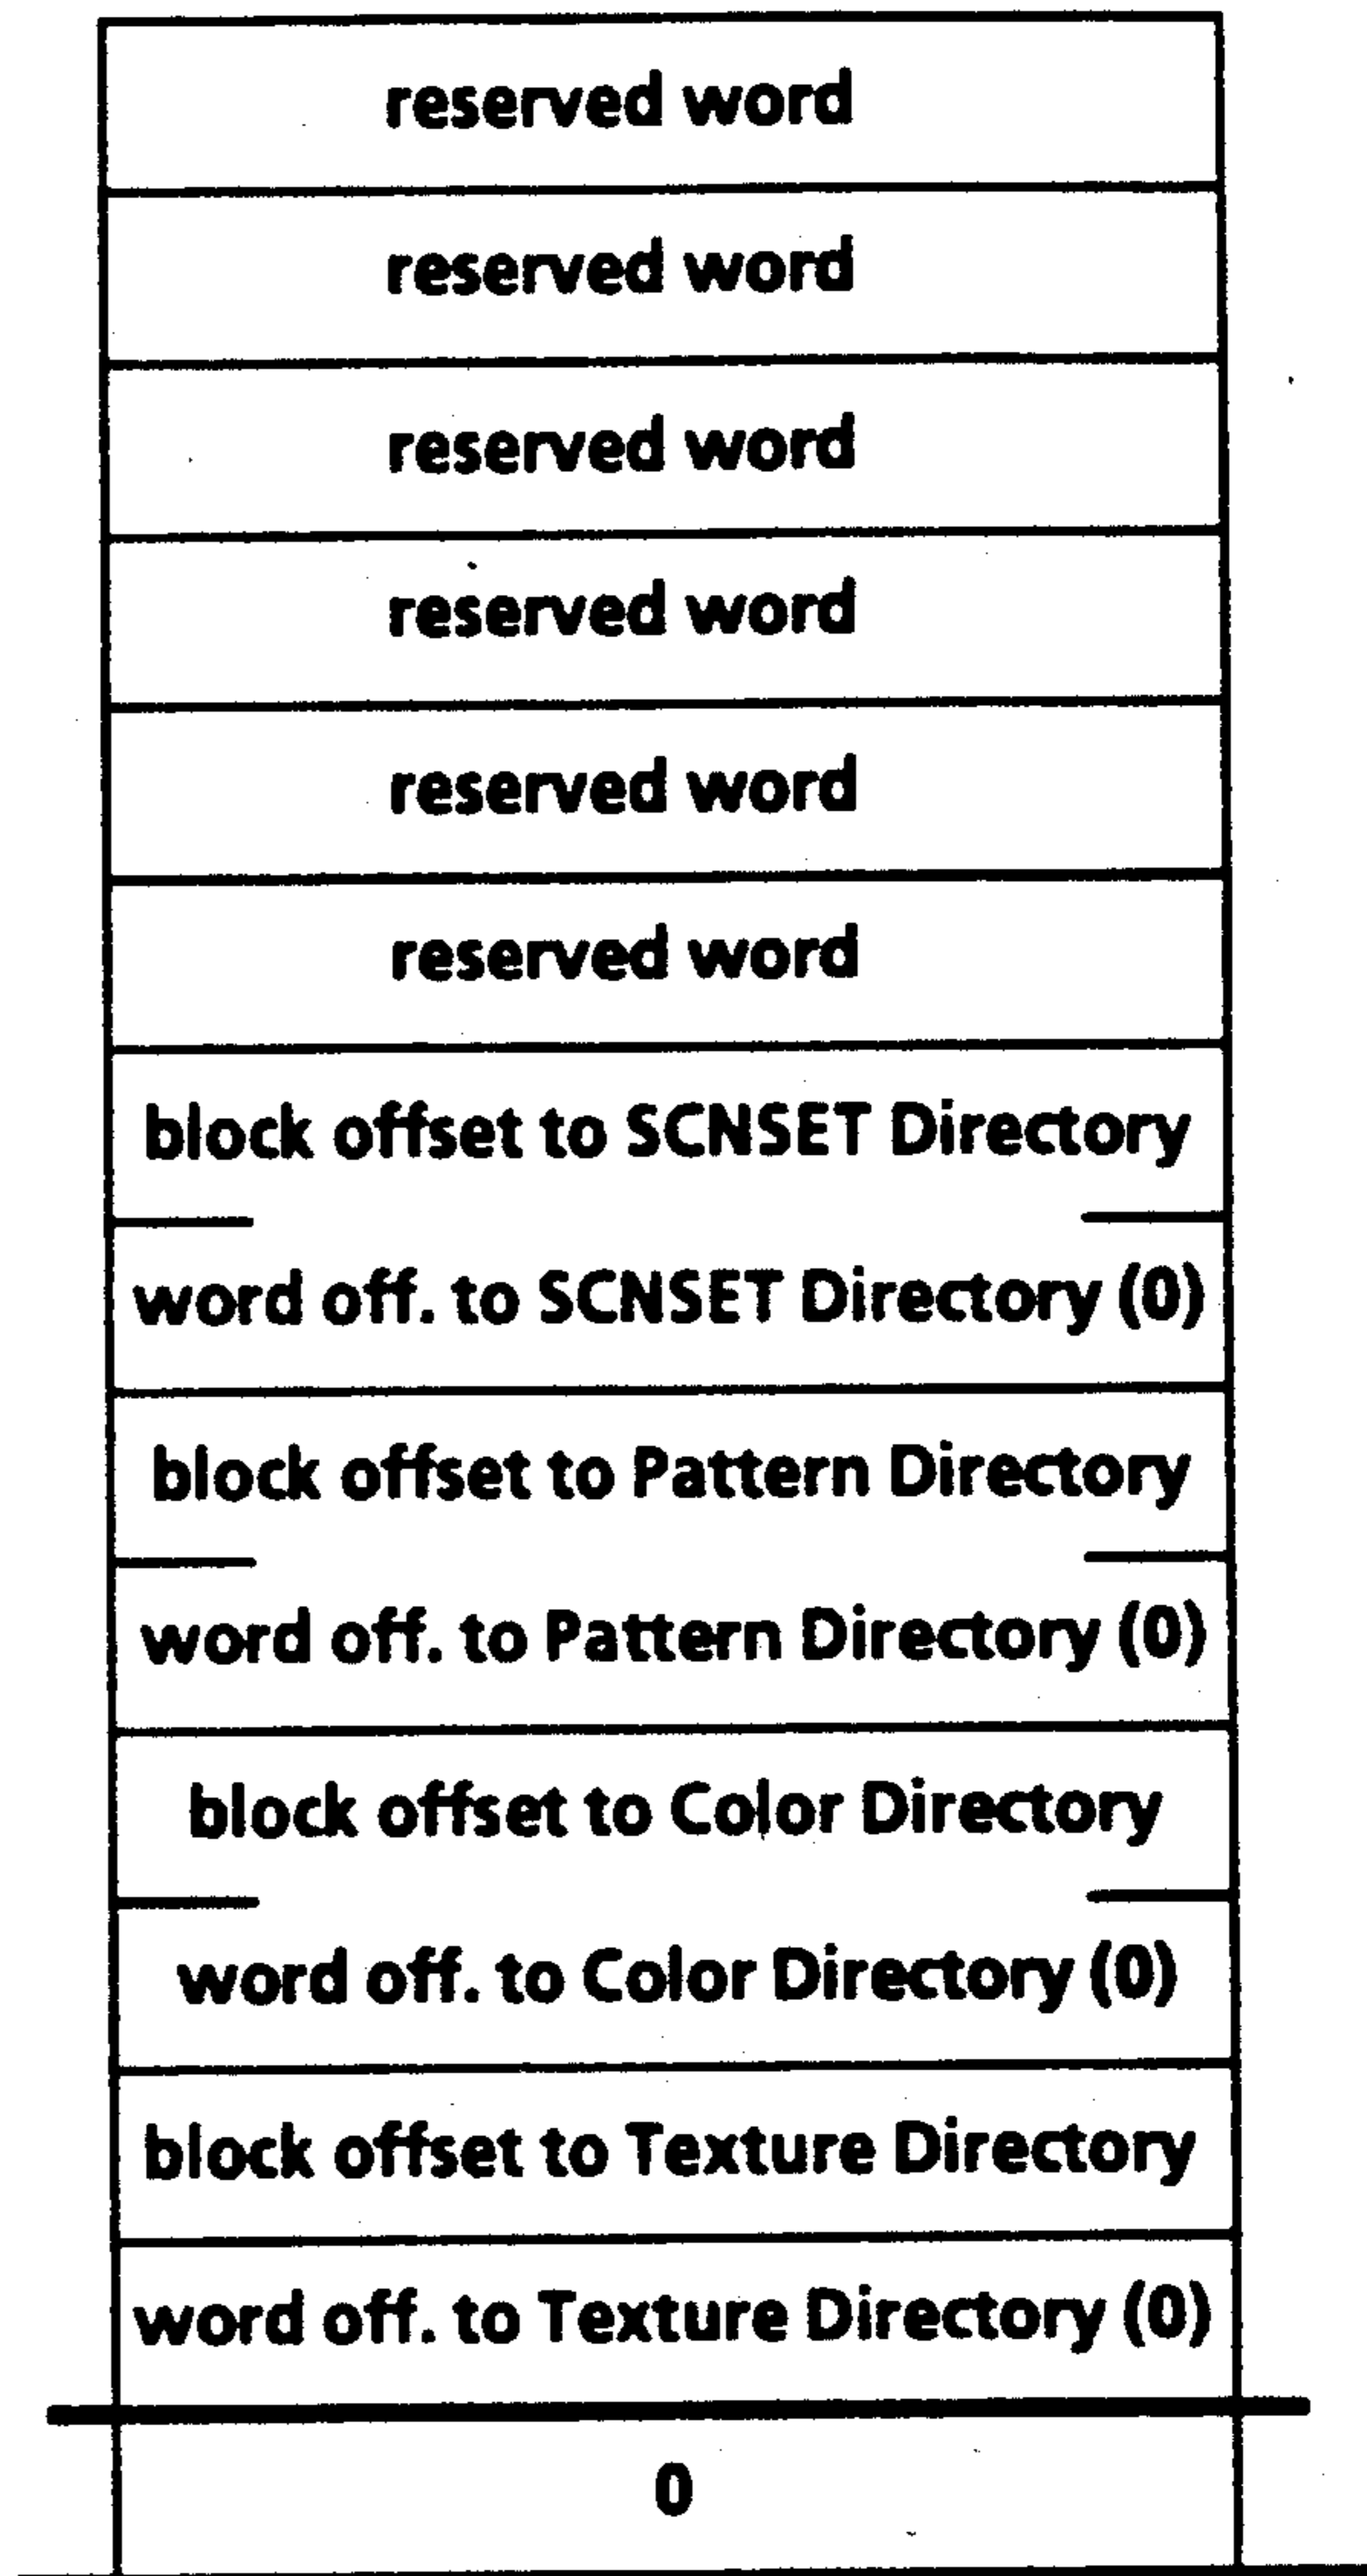 reserved word
reserved word
reserved word
reserved word
reserved word
reserved word
block offset to SCNSET Directory
word off. to SCNSET Directory (0)
block offset to Pattern Directory
word off. to Pattern Directory (0)
block offset to Color Directory
word off. to Color Directory (0)
block offset to Texture Directory
word off. to Texture Directory (0)
0